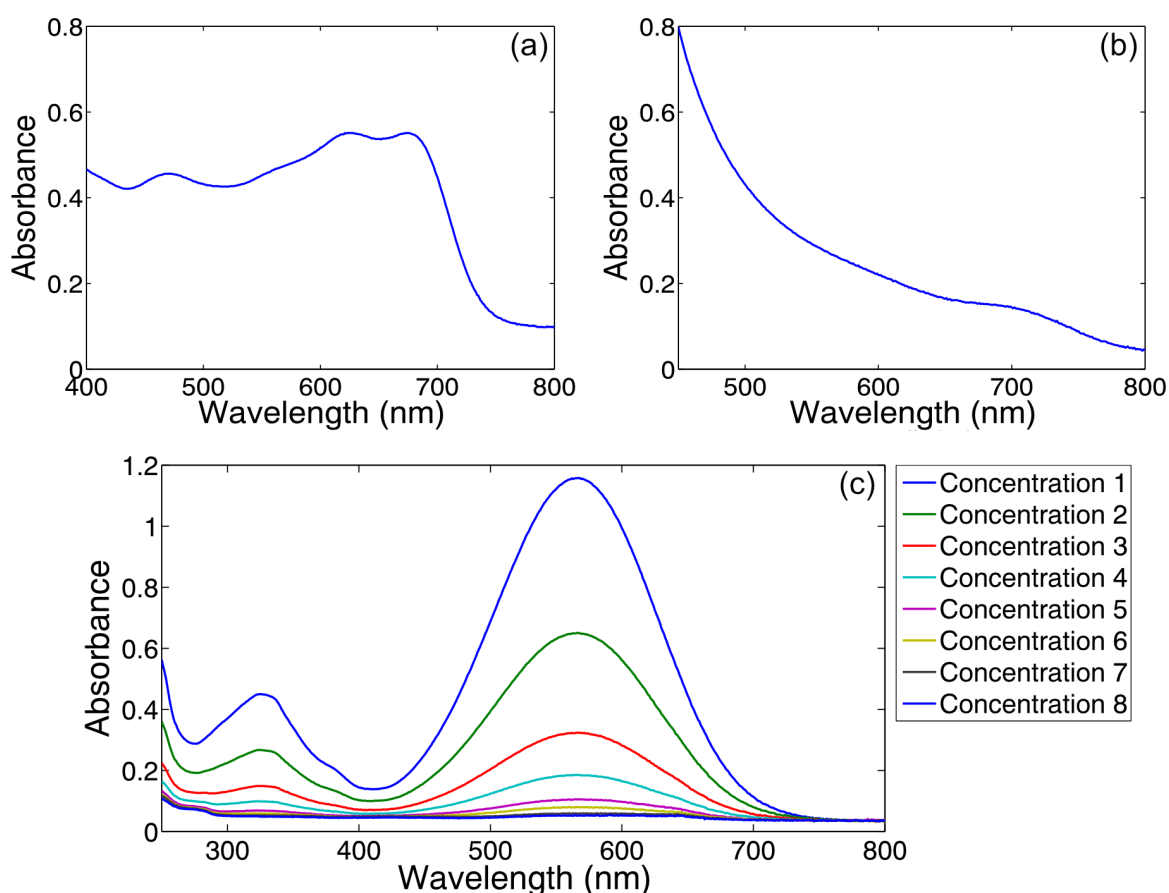 (a)
0.8
0.6
0.4
0.2
0
Absorbance
400 500 600 700 800
Wavelength (nm)
(b)
0.8
0.6
0.4
0.2
0
Absorbance
500 600 700 800
Wavelength (nm)
(c)
1.2
1
0.8
0.6
0.4
0.2
0
Absorbance
300 400 500 600 700 800
Wavelength (nm)
Concentration 1
Concentration 2
Concentration 3
Concentration 4
Concentration 5
Concentration 6
Concentration 7
Concentration 8